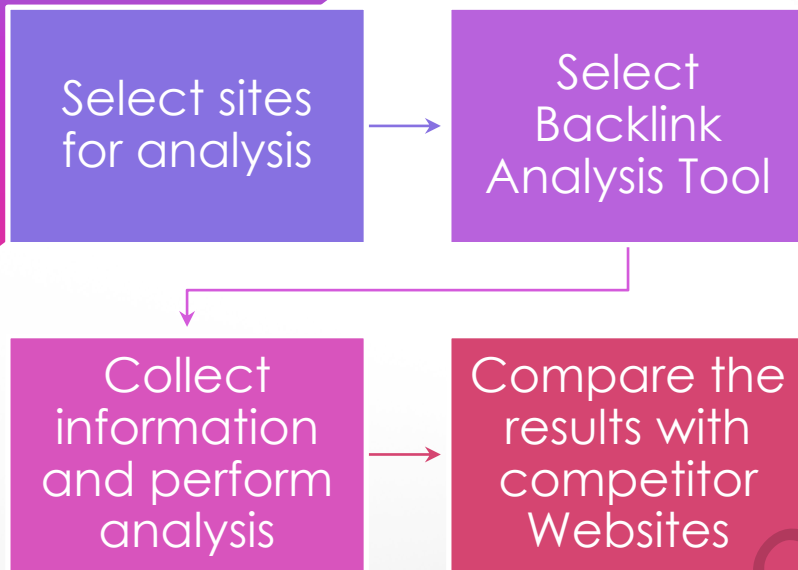 Select sites
for analysis
Select
Backlink
Analysis Tool
Collect
information
and perform
analysis
Compare the
results with
competitor
Websites